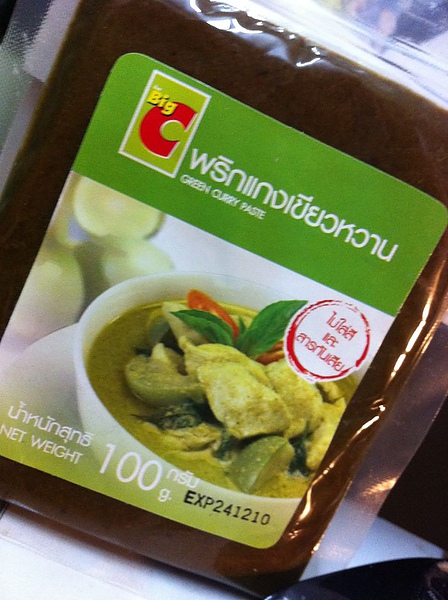 Big
C
พริกแกงเขียวหวาน
GREEN CURRY PASTE
ไม่ใส่สี
และ
สารกันเสีย
น้ำหนักสุทธิ 100 กรัม
NET WEIGHT g.
EXP241210